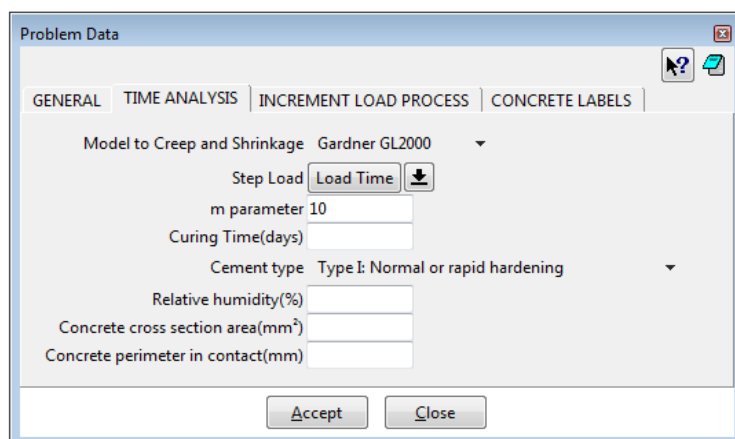 Problem Data
GENERAL TIME ANALYSIS INCREMENT LOAD PROCESS CONCRETE LABELS
Model to Creep and Shrinkage Gardner GL2000
Step Load Load Time
m parameter 10
Curing Time(days)
Cement type Type I: Normal or rapid hardening
Relative humidity(%)
Concrete cross section area(mm²)
Concrete perimeter in contact(mm)
Accept Close